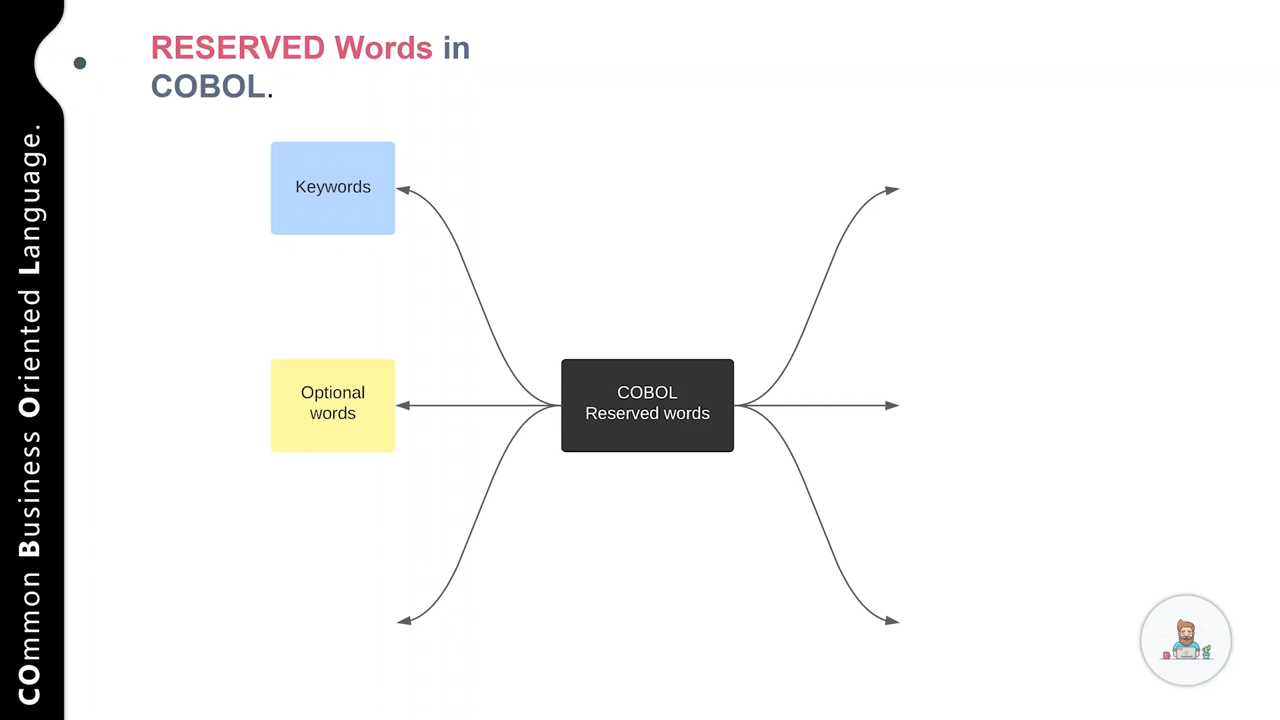 RESERVED Words in
COBOL.
Keywords
Optional
words
COBOL
Reserved words
COmmon Business Oriented Language.